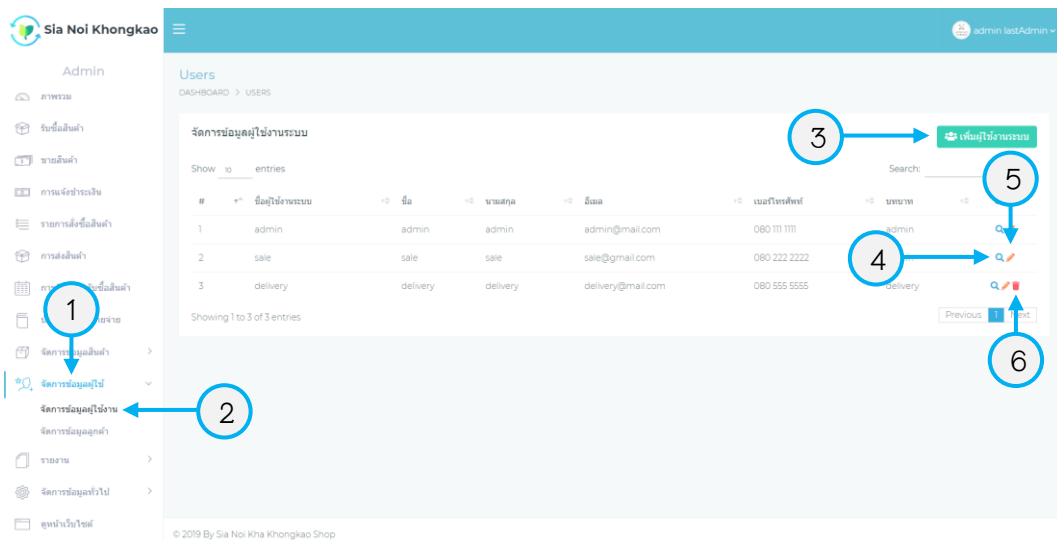 Sia Noi Khongkao
admin lastAdmin
Admin
ภาพรวม
รับซื้อสินค้า
ขายสินค้า
การแจ้งชำระเงิน
รายการสั่งซื้อสินค้า
การส่งสินค้า
รับซื้อสินค้า
1
จัดการข้อมูลสินค้า
จัดการข้อมูลผู้ใช้
จัดการข้อมูลผู้ใช้งาน
2
จัดการข้อมูลลูกค้า
รายงาน
จัดการข้อมูลทั่วไป
ดูหน้าเว็บไซต์
Users
DASHBOARD > USERS
จัดการข้อมูลผู้ใช้งานระบบ
3
เพิ่มผู้ใช้งานระบบ
Show 10 entries
Search:
5
# ชื่อผู้ใช้งานระบบ ชื่อ นามสกุล อีเมล เบอร์โทรศัพท์ บทบาท
1 admin admin admin admin@mail.com 080 111 1111 admin
2 sale sale sale sale@gmail.com 080 222 2222
4
3 delivery delivery delivery delivery@mail.com 080 555 5555 delivery
Showing 1 to 3 of 3 entries
Previous 1 Next
6
© 2019 By Sia Noi Kha Khongkao Shop